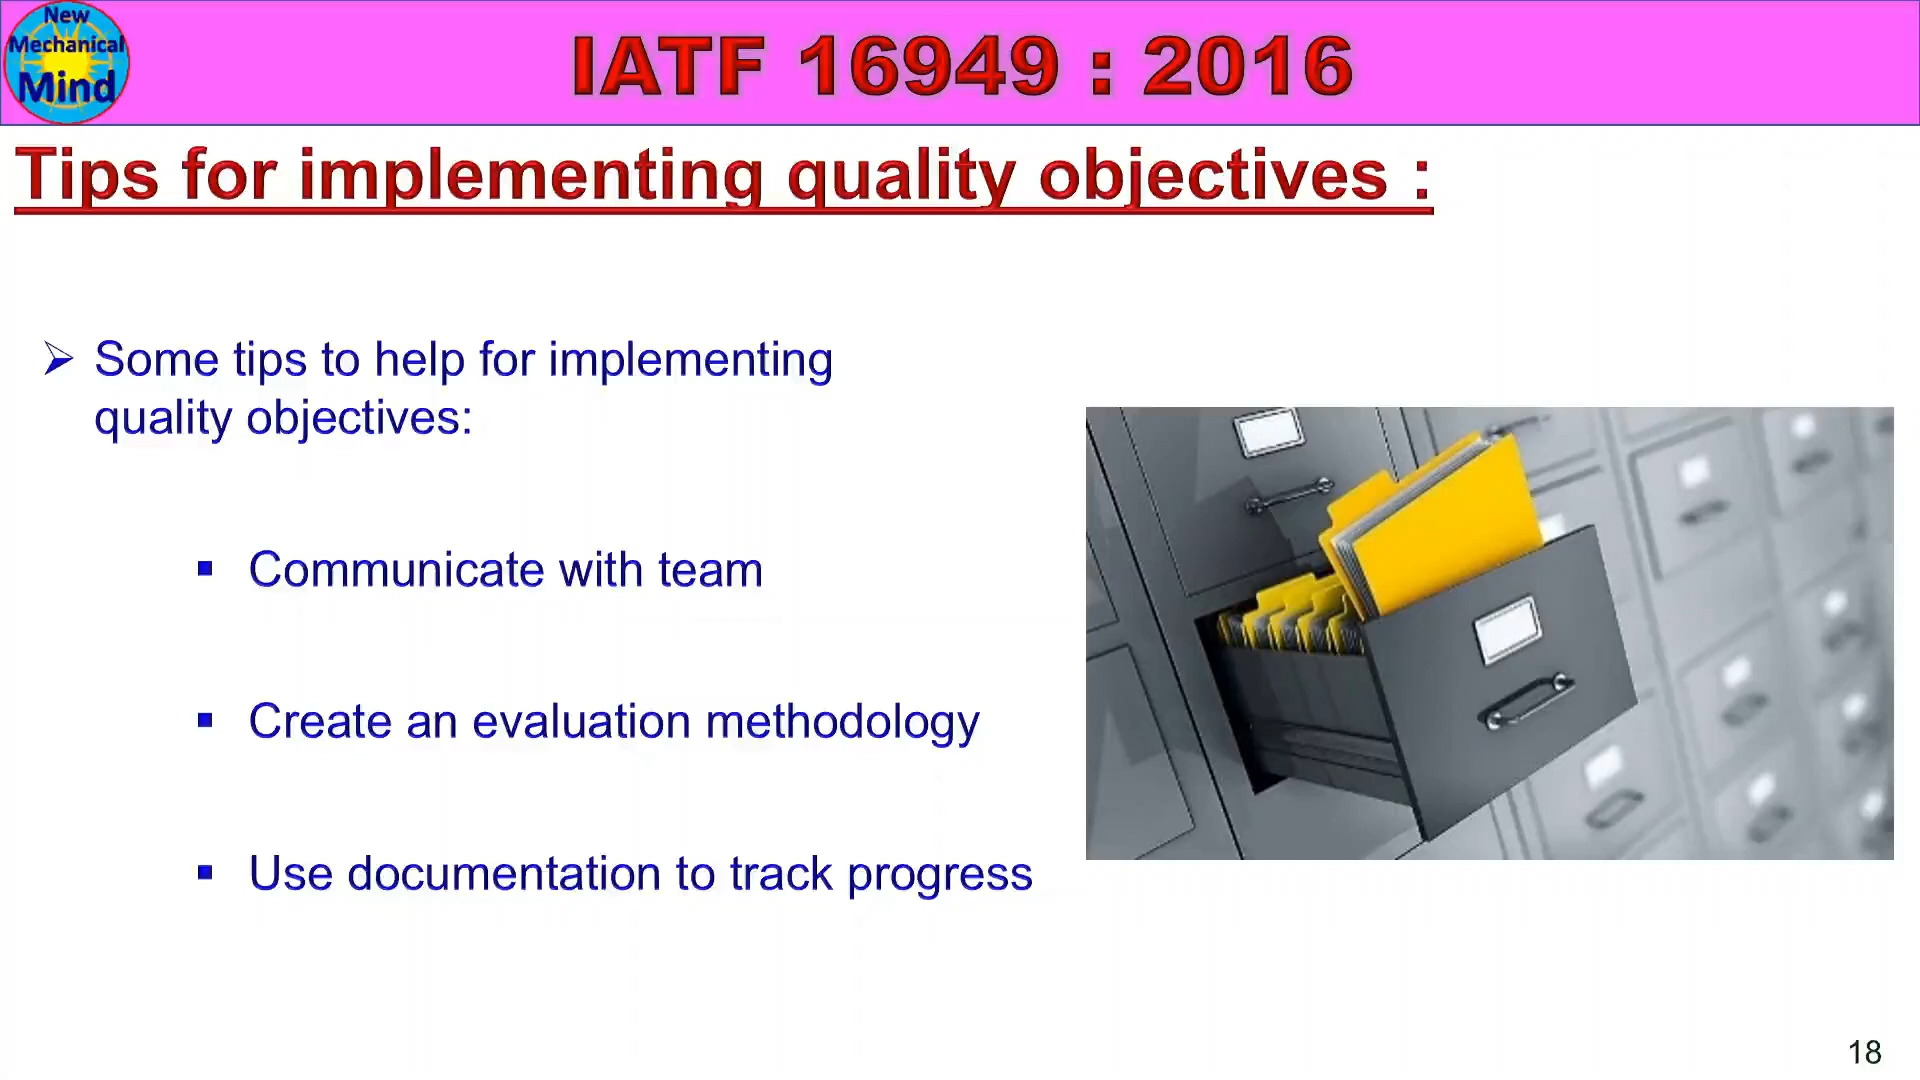 New
Mechanical
Mind
IATF 16949 : 2016
Tips for implementing quality objectives :
Some tips to help for implementing
quality objectives:
Communicate with team
Create an evaluation methodology
Use documentation to track progress
18